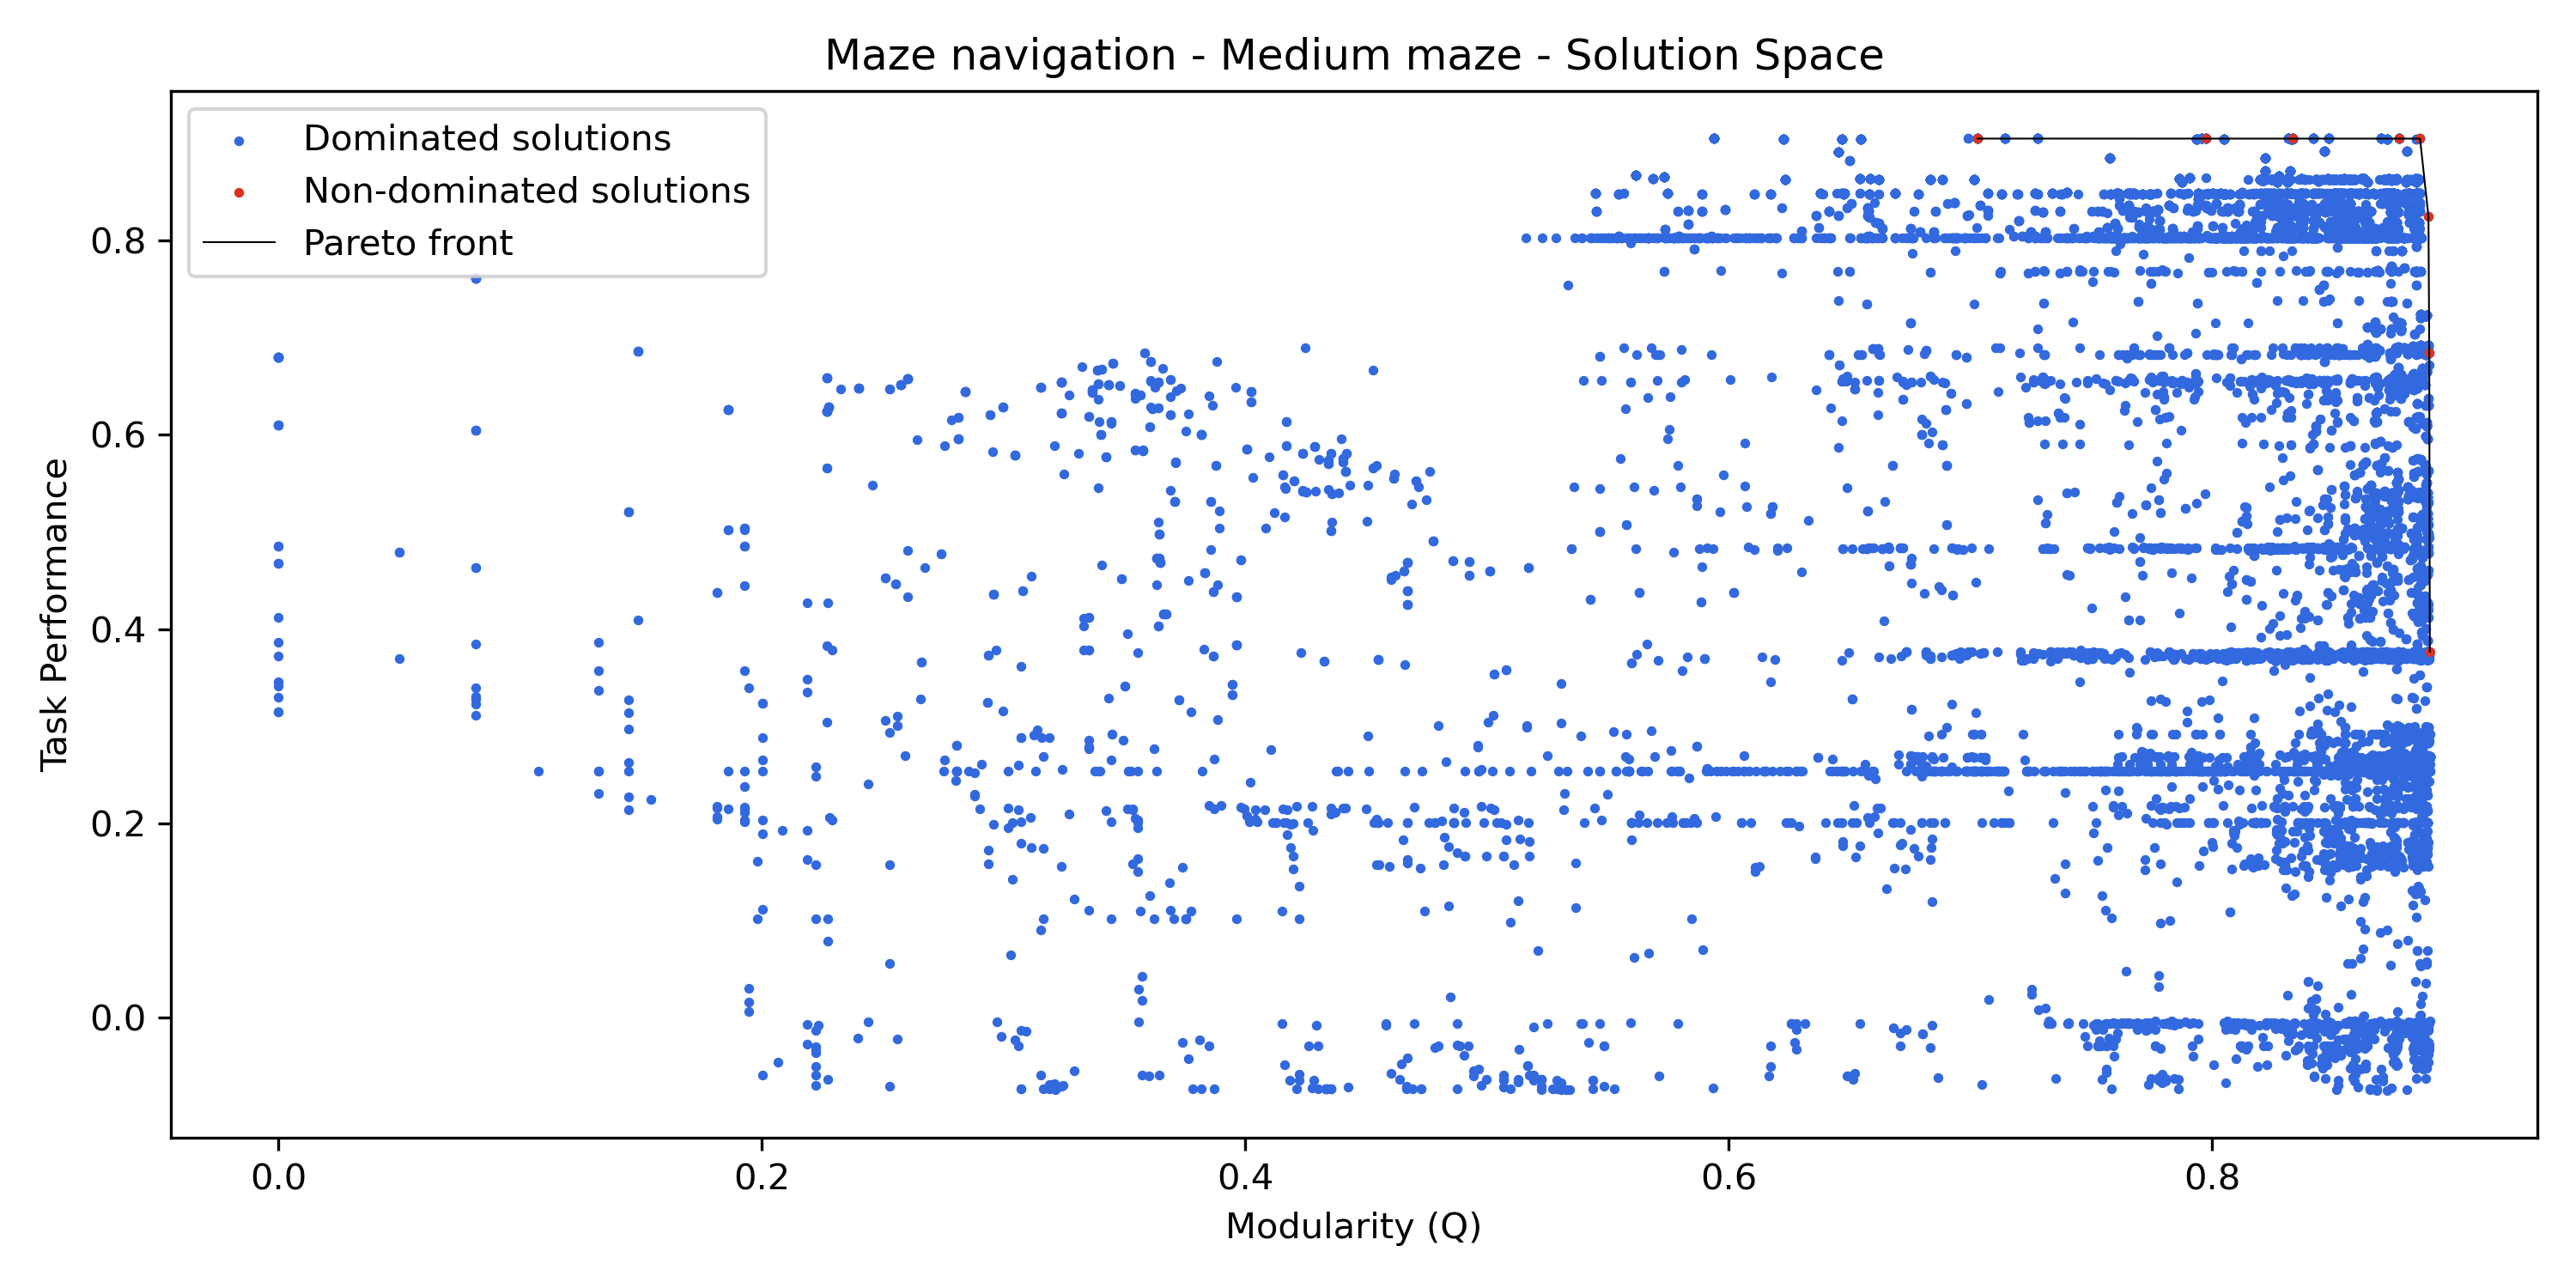 Maze navigation - Medium maze - Solution Space
Dominated solutions
Non-dominated solutions
Pareto front
Task Performance
0.8
0.6
0.4
0.2
0.0
0.0 0.2 0.4 0.6 0.8
Modularity (Q)